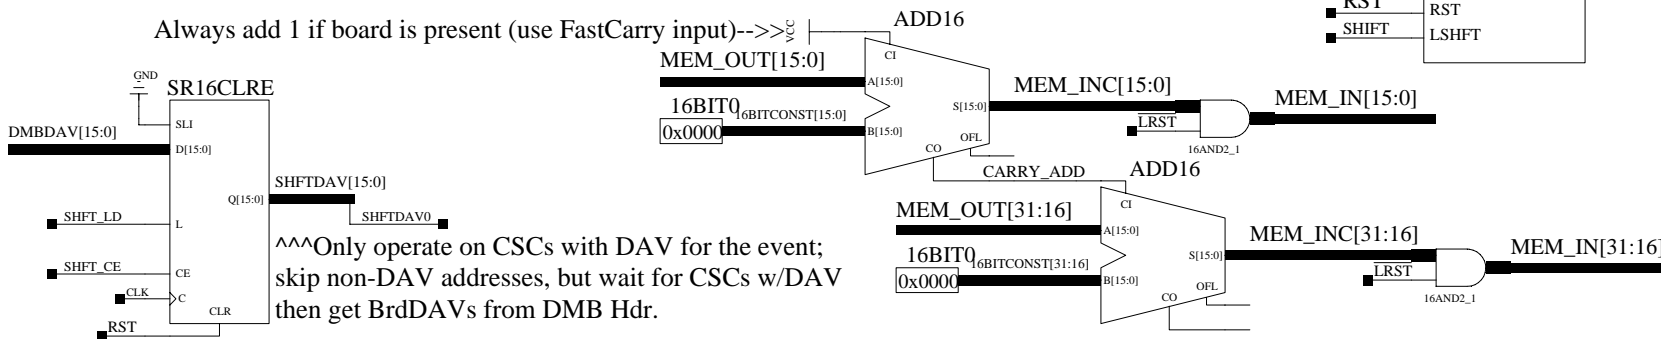 Always add 1 if board is present (use FastCarry input)-->>
VCC
ADD16
RST
RST
SHIFT
LSHFT
CI
MEM_OUT[15:0]
A[15:0]
MEM_INC[15:0]
MEM_IN[15:0]
S[15:0]
16BIT0
16BITCONST[15:0]
0x0000
B[15:0]
LRST
OFL
CO
16AND2_1
GND
SR16CLRE
SLI
DMBDAV[15:0]
D[15:0]
CARRY_ADD
ADD16
SHFTDAV[15:0]
Q[15:0]
SHFTDAV0
SHFT_LD
L
CI
MEM_OUT[31:16]
A[15:0]
MEM_INC[31:16]
MEM_IN[31:16]
S[15:0]
^^^Only operate on CSCs with DAV for the event;
skip non-DAV addresses, but wait for CSCs w/DAV
then get BrdDAVs from DMB Hdr.
16BIT0
16BITCONST[31:16]
0x0000
B[15:0]
LRST
OFL
CO
16AND2_1
SHFT_CE
CE
CLK
C
CLR
RST